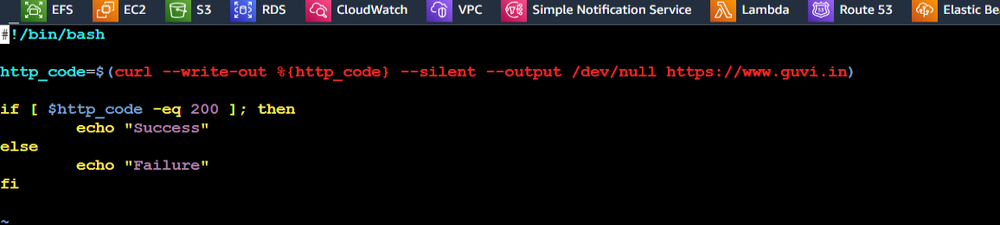 EFS EC2 S3 RDS CloudWatch VPC Simple Notification Service Lambda Route 53 Elastic Be
#!/bin/bash
http_code=$(curl --write-out %{http_code} --silent --output /dev/null https://www.guvi.in)
if [ $http_code -eq 200 ]; then
        echo "Success"
else
        echo "Failure"
fi
~